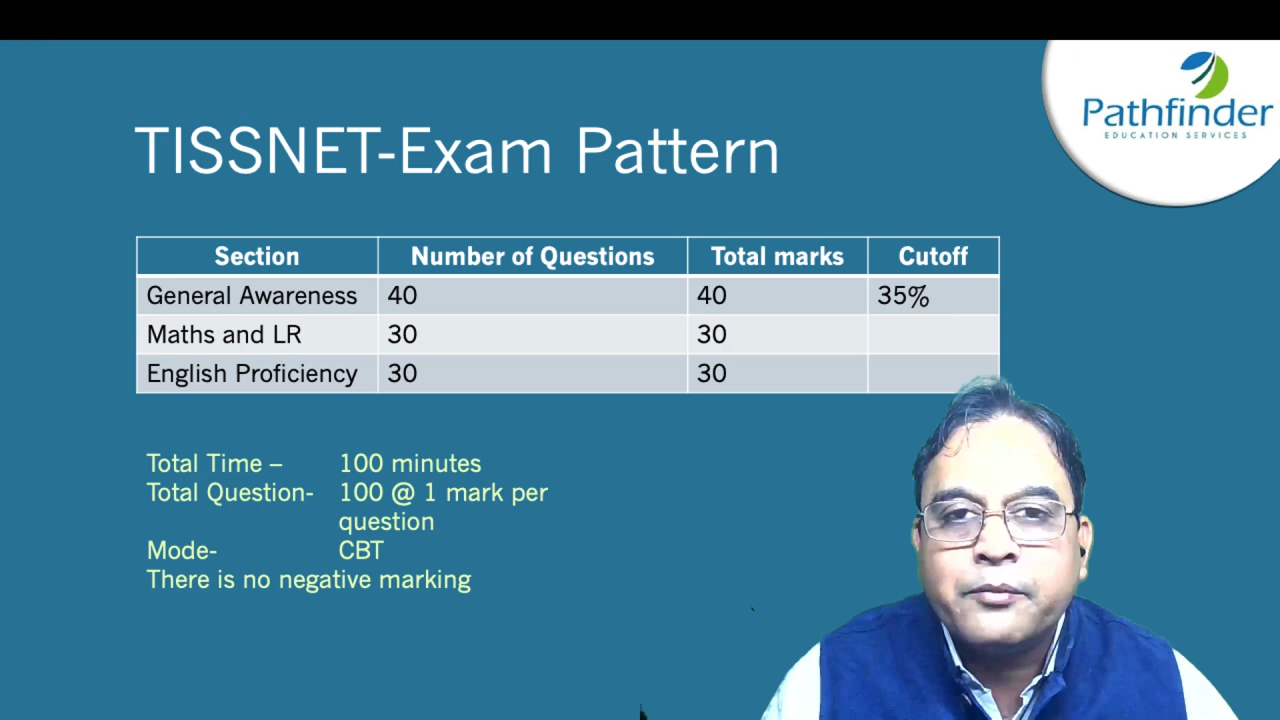 Pathfinder
EDUCATION SERVICES
TISSNET-Exam Pattern
Section Number of Questions Total marks Cutoff
General Awareness 40 40 35%
Maths and LR 30 30
English Proficiency 30 30
Total Time – 100 minutes
Total Question- 100 @ 1 mark per
question
Mode- CBT
There is no negative marking